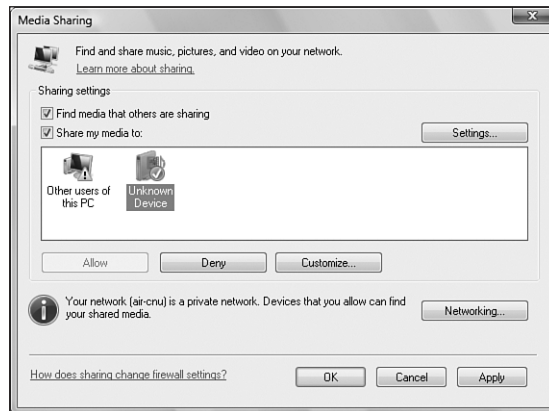 Media Sharing
Find and share music, pictures, and video on your network.
Learn more about sharing.
Sharing settings
Find media that others are sharing
Share my media to:
Settings...
Other users of
this PC
Unknown
Device
Allow
Deny
Customize...
Your network (air-cnu) is a private network. Devices that you allow can find
your shared media.
Networking...
How does sharing change firewall settings?
OK
Cancel
Apply